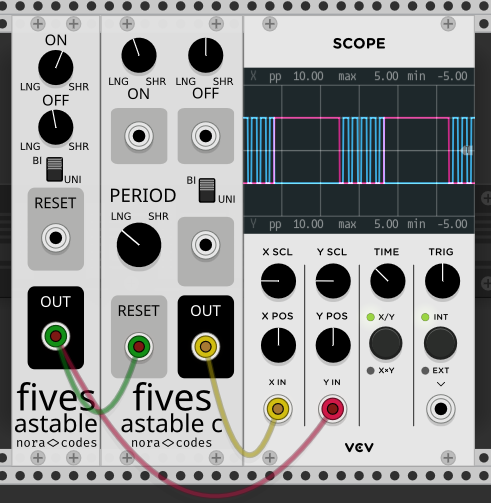 ON
LNG SHR
OFF
LNG SHR
BI
UNI
RESET
OUT
fives
astable
nora<>codes
LNG SHR
ON
LNG SHR
OFF
BI
UNI
PERIOD
LNG SHR
RESET
OUT
fives
astable c
nora<>codes
SCOPE
X pp 10.00 max 5.00 min -5.00
Y pp 10.00 max 5.00 min -5.00
X SCL Y SCL TIME TRIG
X POS Y POS X/Y INT
X×Y EXT
X IN Y IN
VCV